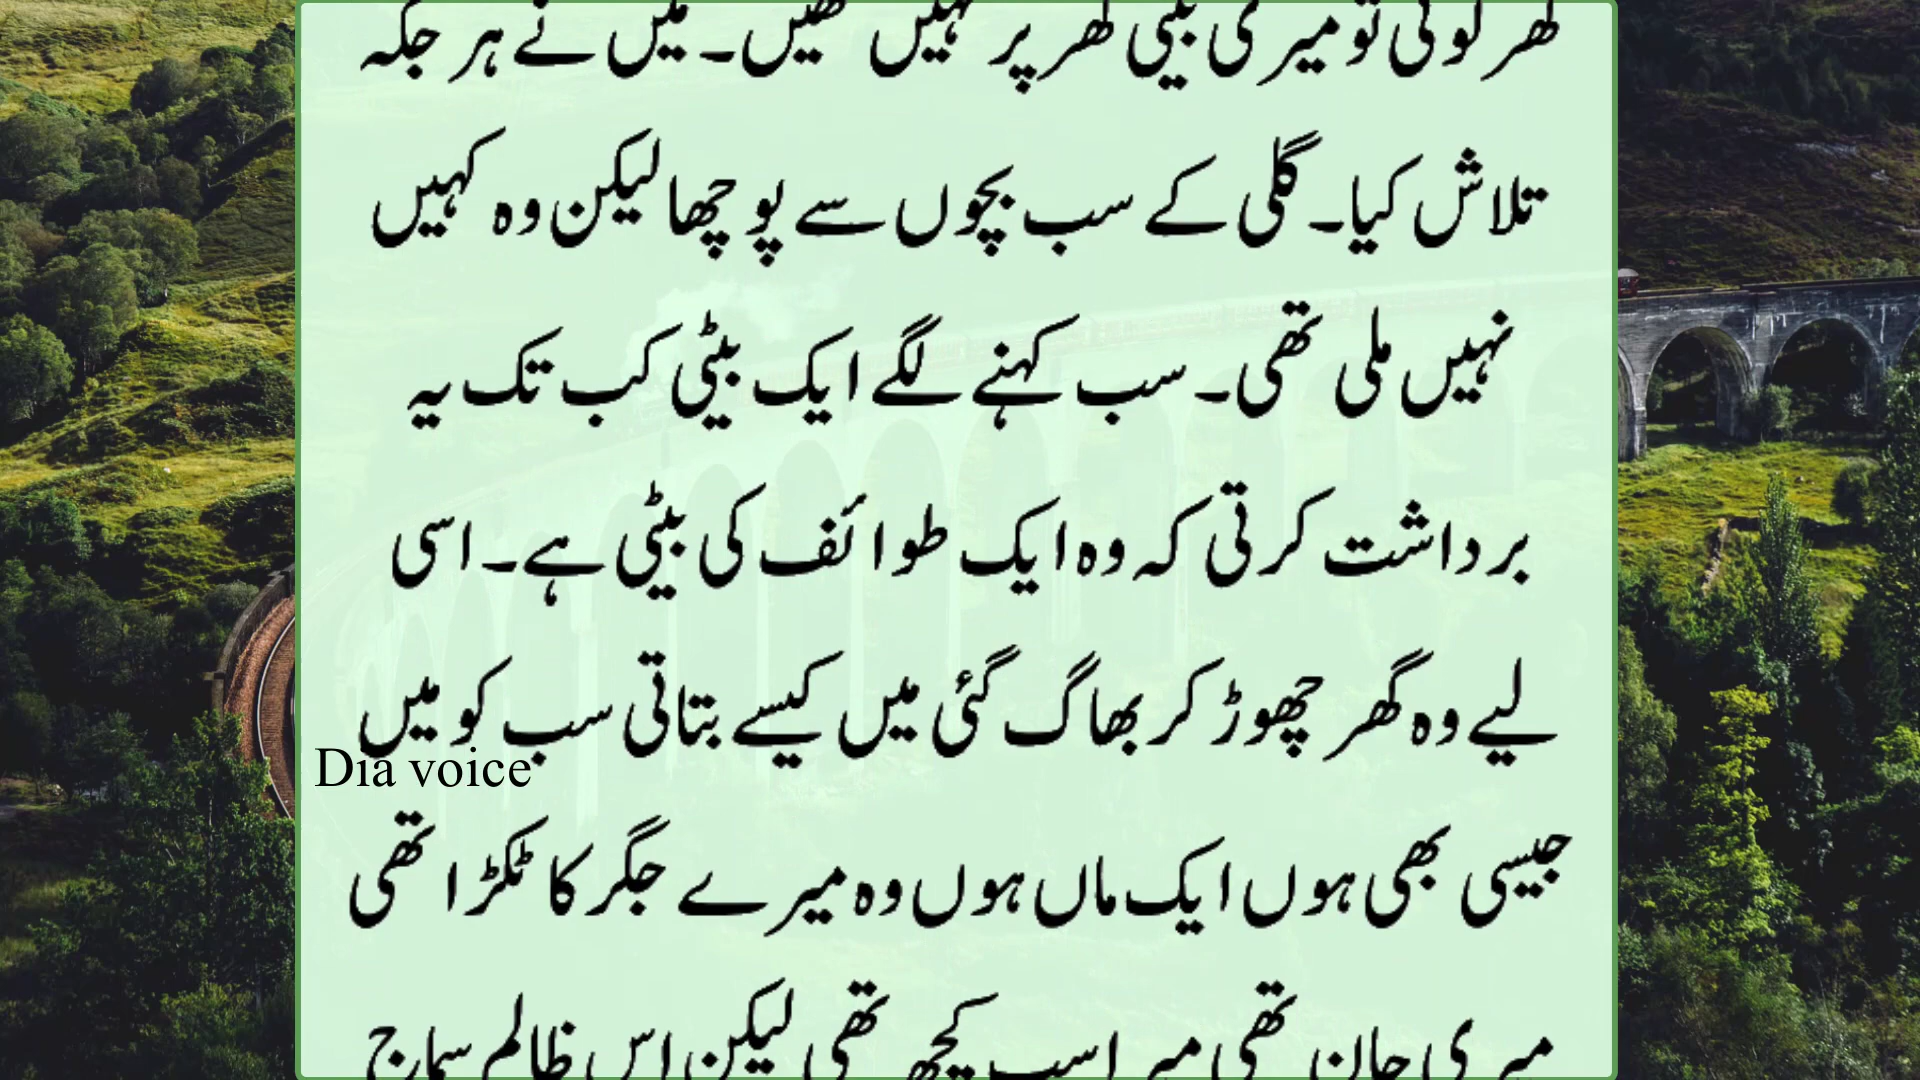 گھر لوٹی تو میری بیٹی گھر پر نہیں تھیں۔ میں نے ہر جگہ
تلاش کیا۔ گلی کے سب بچوں سے پوچھا لیکن وہ کہیں
نہیں ملی تھی۔ سب کہنے لگے ایک بیٹی کب تک یہ
برداشت کرتی کہ وہ ایک طوائف کی بیٹی ہے۔ اسی
لیے وہ گھر چھوڑ کر بھاگ گئی میں کیسے بتاتی سب کو میں
Dia voice
جیسی بھی ہوں ایک ماں ہوں وہ میرے جگر کا ٹکڑا تھی
میری جان تھی میرا سب کچھ تھی لیکن اس ظالم سماج